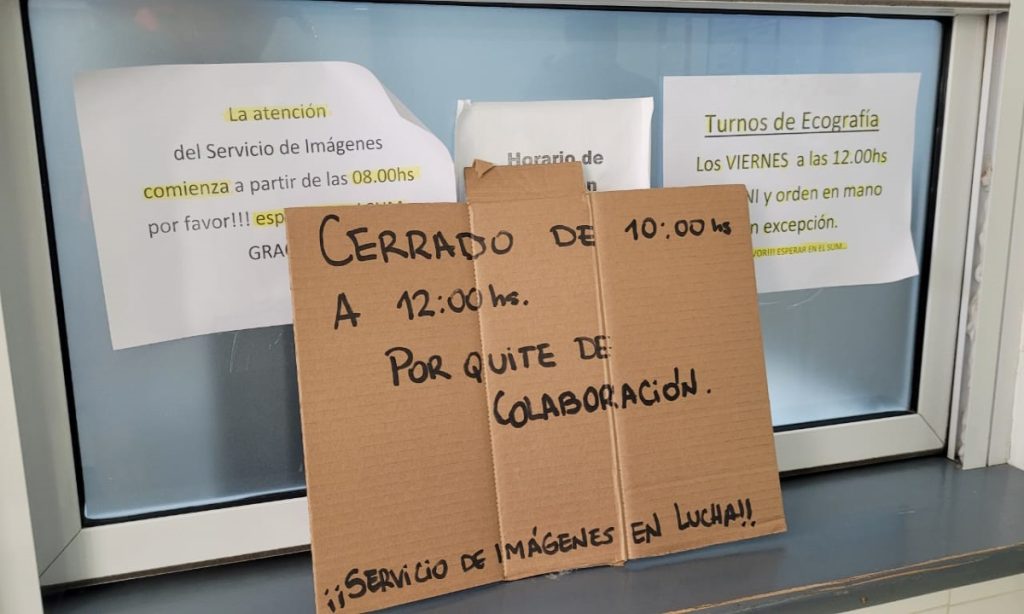 La atención
del Servicio de Imágenes
comienza a partir de las 08.00hs
por favor!!! esp
GRAC
Horario de
Turnos de Ecografía
Los VIERNES a las 12.00hs
NI y orden en mano
n excepción.
VOR!!! ESPERAR EN EL SUM...
CERRADO DE 10:00 hs
A 12:00 hs.
POR QUITE DE
COLABORACIÓN.
¡¡SERVICIO DE IMÁGENES EN LUCHA!!